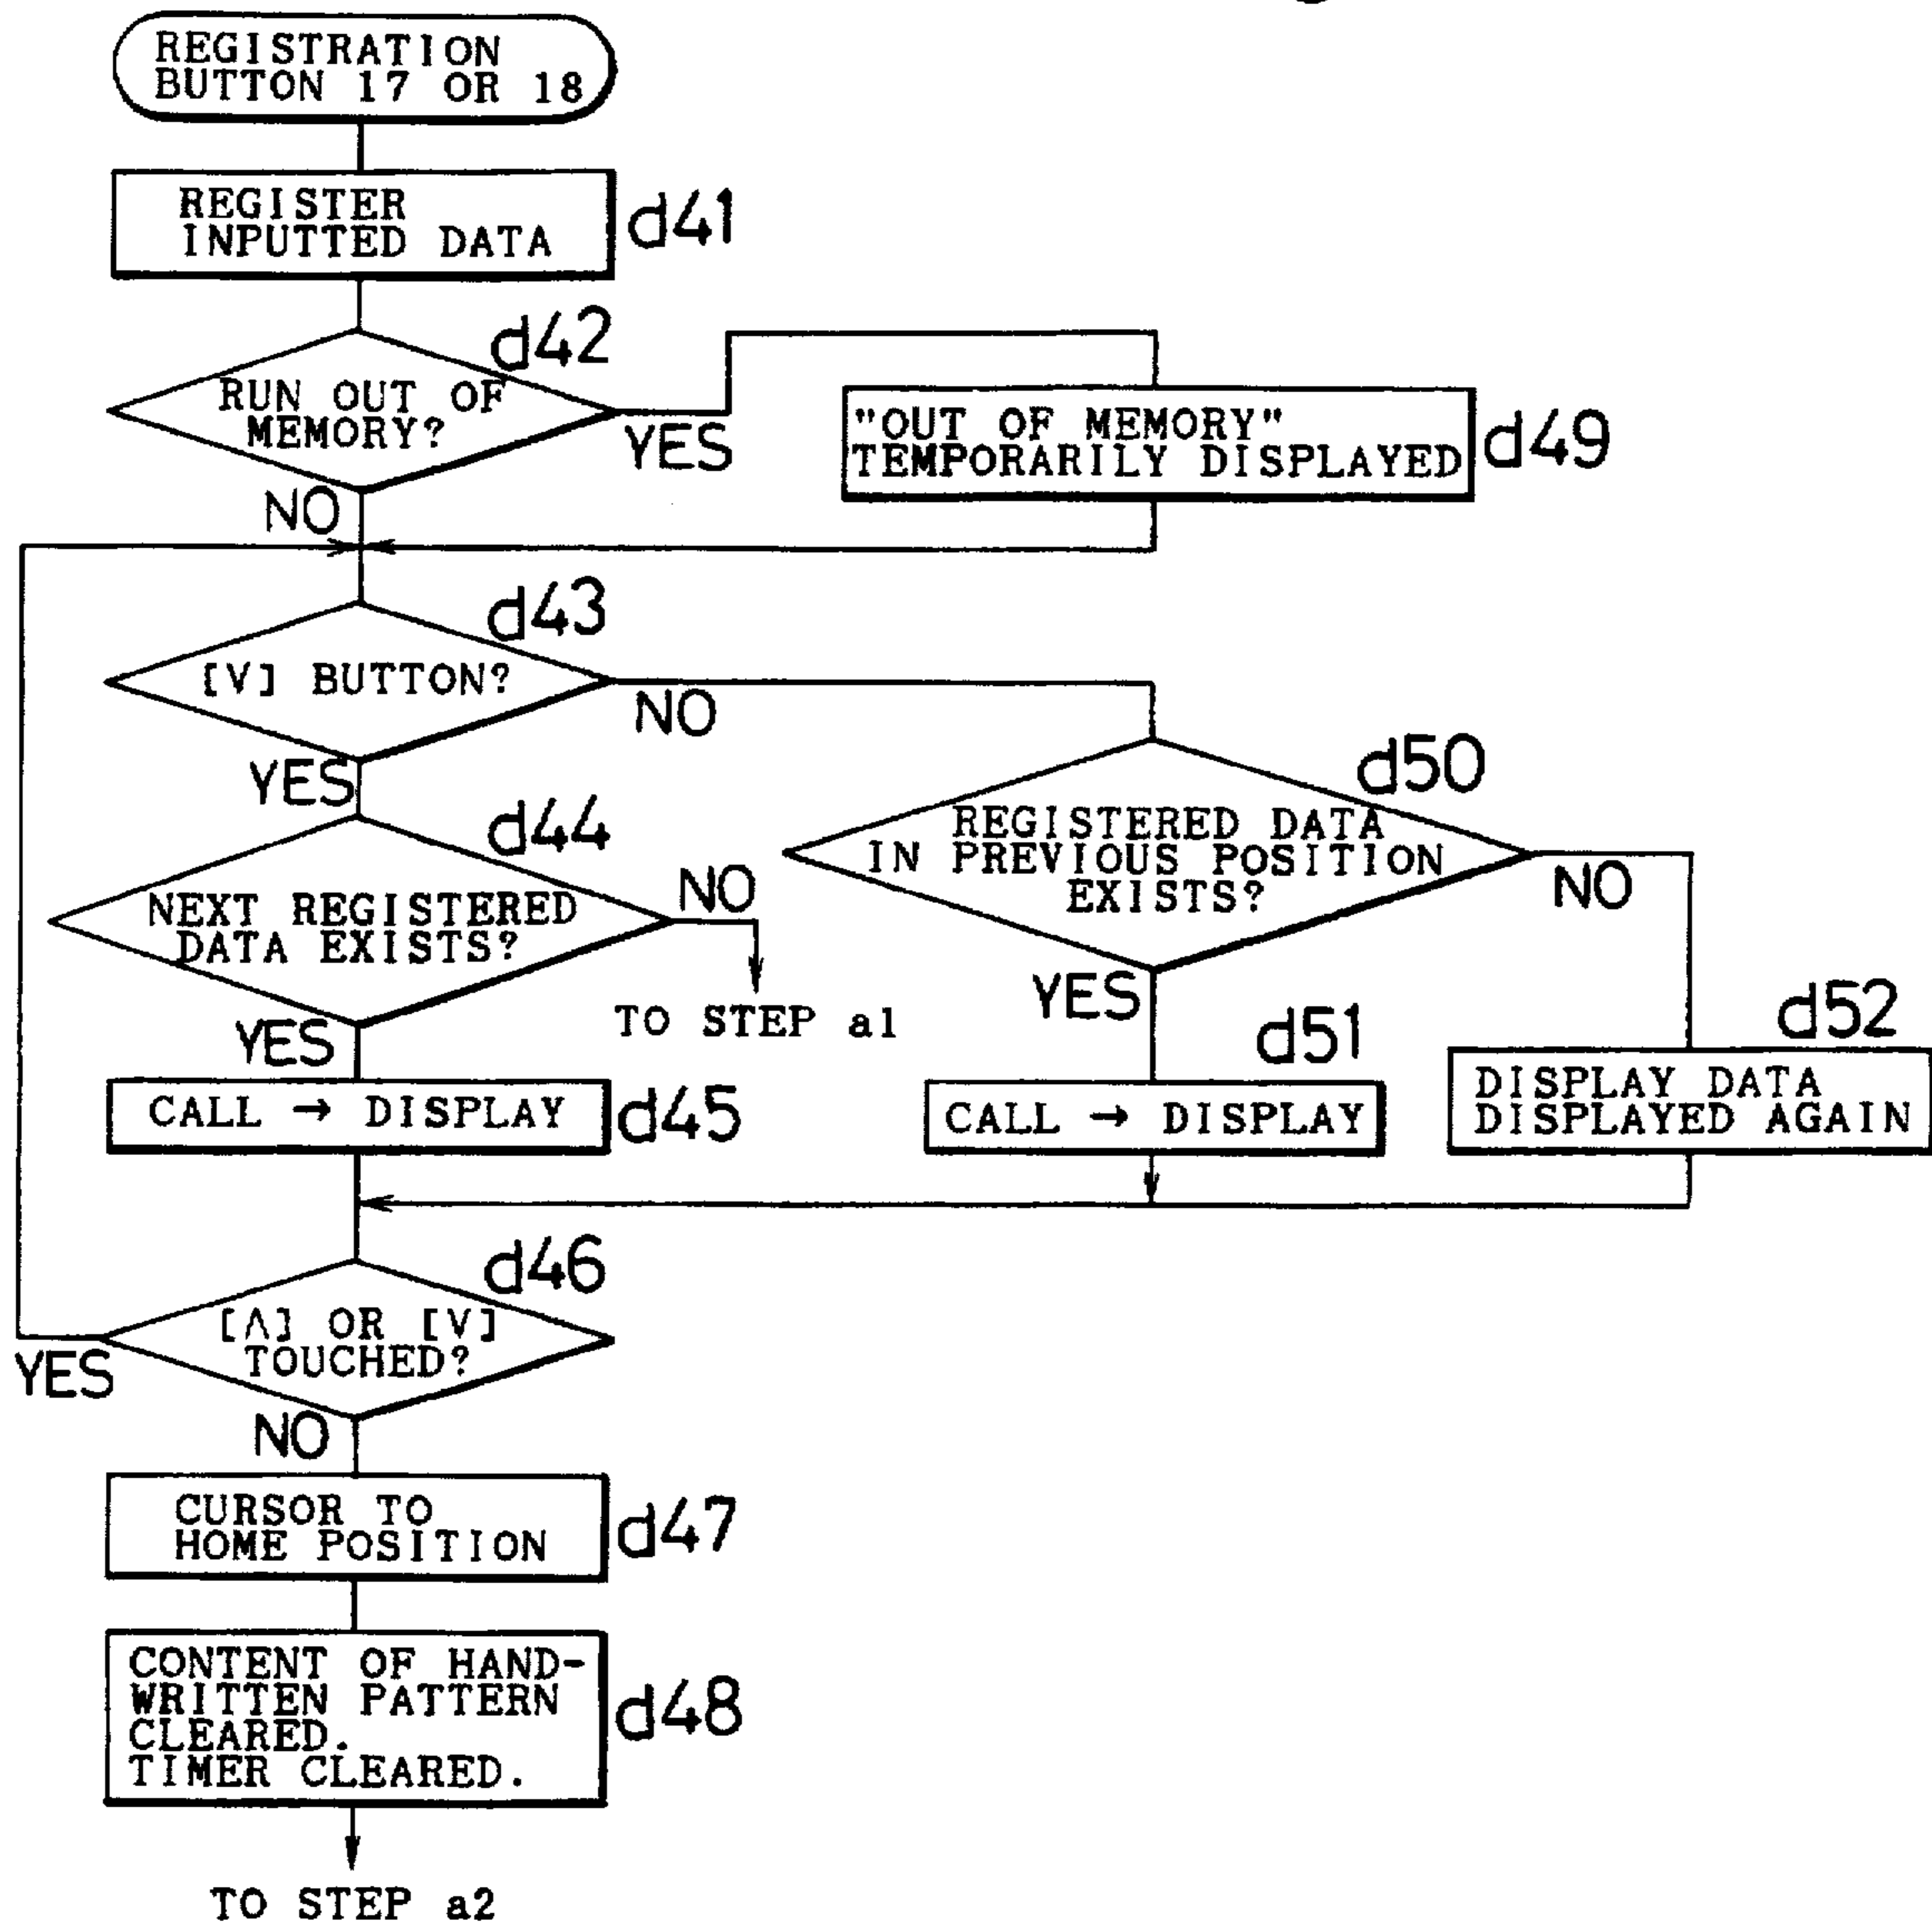 REGISTRATION
BUTTON 17 OR 18
REGISTER
INPUTTED DATA
d41
d42
RUN OUT OF
MEMORY?
YES
NO
"OUT OF MEMORY"
TEMPORARILY DISPLAYED
d49
d43
[V] BUTTON?
NO
YES
d44
NEXT REGISTERED
DATA EXISTS?
NO
TO STEP a1
YES
d50
REGISTERED DATA
IN PREVIOUS POSITION
EXISTS?
NO
YES
CALL → DISPLAY
d45
d51
CALL → DISPLAY
d52
DISPLAY DATA
DISPLAYED AGAIN
d46
[Λ] OR [V]
TOUCHED?
YES
NO
CURSOR TO
HOME POSITION
d47
CONTENT OF HAND-
WRITTEN PATTERN
CLEARED.
TIMER CLEARED.
d48
TO STEP a2